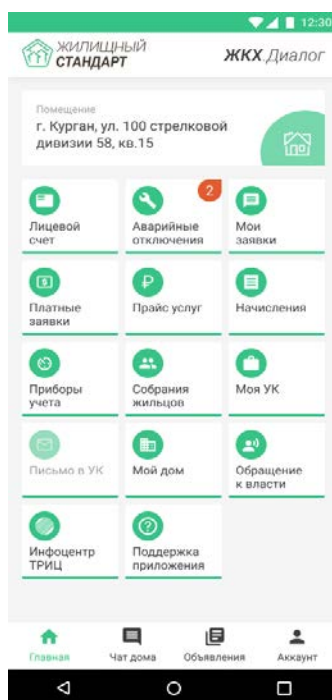 12:30
ЖИЛИЩНЫЙ
СТАНДАРТ
ЖКХ.Диалог
Помещение
г. Курган, ул. 100 стрелковой
дивизии 58, кв.15
2
Лицевой
счет
Аварийные
отключения
Мои
заявки
Платные
заявки
Прайс услуг
Начисления
Приборы
учета
Собрания
жильцов
Моя УК
Письмо в УК
Мой дом
Обращение
к власти
Инфоцентр
ТРИЦ
Поддержка
приложения
Главная
Чат дома
Объявления
Аккаунт